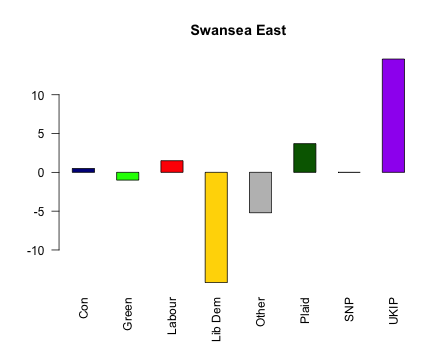 Swansea East
10
5
0
-5
-10
Con
Green
Labour
Lib Dem
Other
Plaid
SNP
UKIP